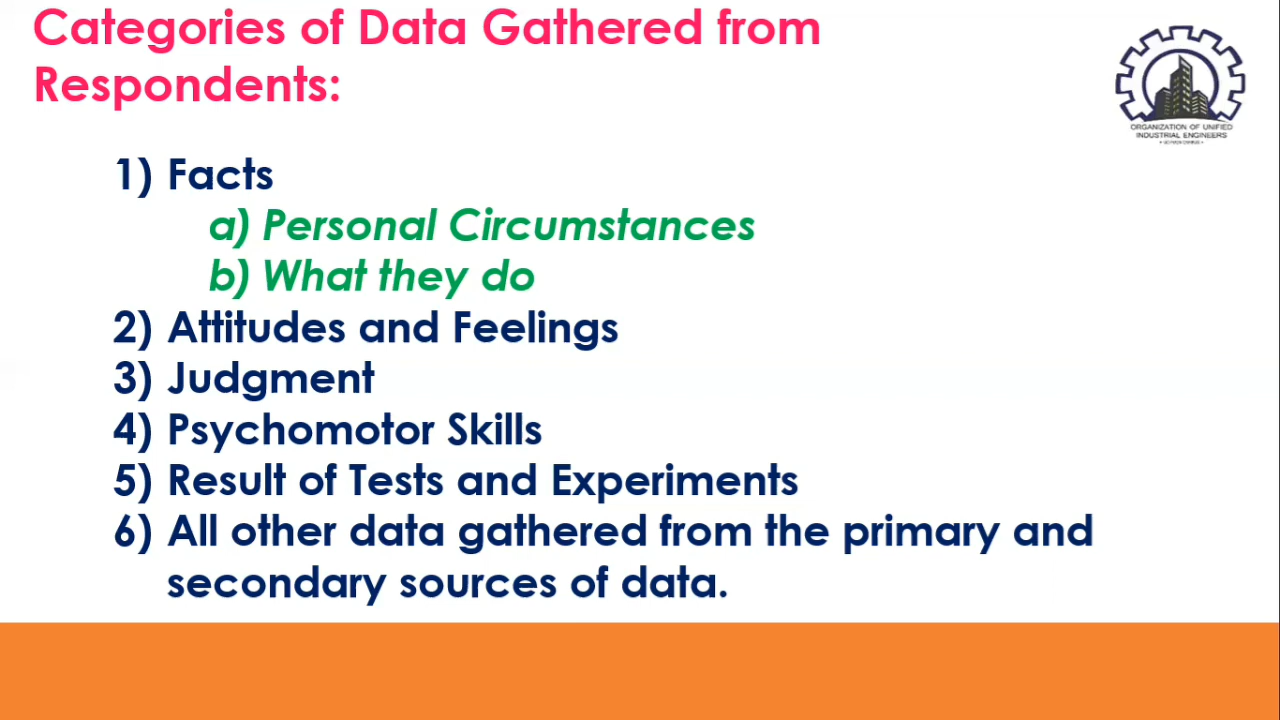 Categories of Data Gathered from
Respondents:
ORGANIZATION OF UNIFIED
INDUSTRIAL ENGINEERS
1) Facts
a) Personal Circumstances
b) What they do
2) Attitudes and Feelings
3) Judgment
4) Psychomotor Skills
5) Result of Tests and Experiments
6) All other data gathered from the primary and
secondary sources of data.